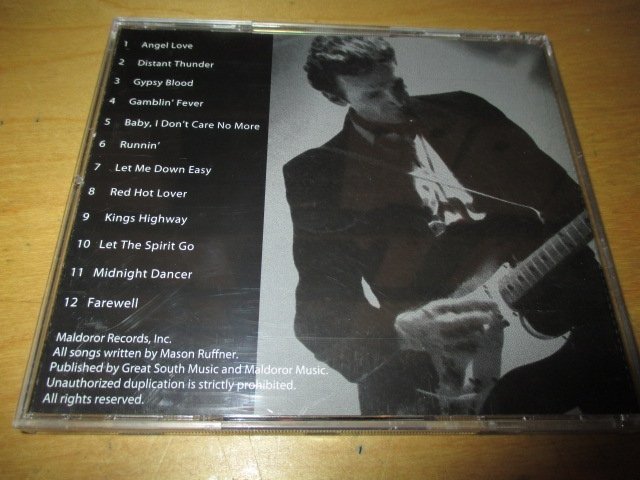 1 Angel Love
2 Distant Thunder
3 Gypsy Blood
4 Gamblin' Fever
5 Baby, I Don't Care No More
6 Runnin'
7 Let Me Down Easy
8 Red Hot Lover
9 Kings Highway
10 Let The Spirit Go
11 Midnight Dancer
12 Farewell
Maldoror Records, Inc.
All songs written by Mason Ruffner.
Published by Great South Music and Maldoror Music.
Unauthorized duplication is strictly prohibited.
All rights reserved.